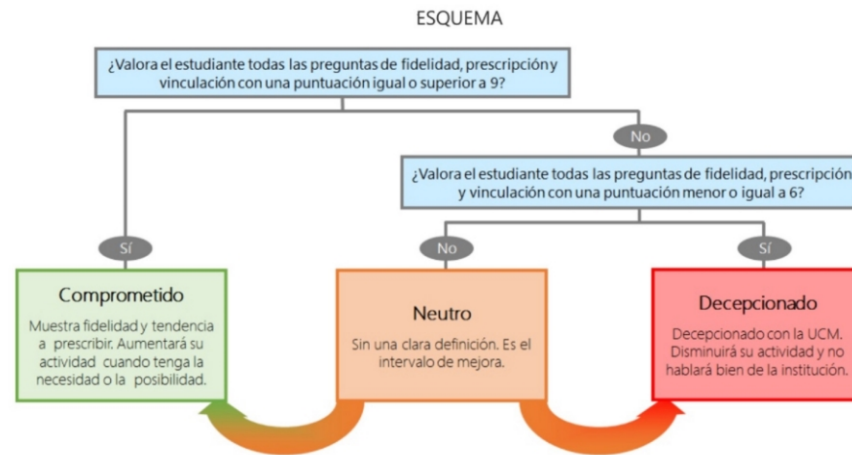 ESQUEMA
¿Valora el estudiante todas las preguntas de fidelidad, prescripción y
vinculación con una puntuación igual o superior a 9?
No
¿Valora el estudiante todas las preguntas de fidelidad, prescripción
y vinculación con una puntuación menor o igual a 6?
Sí
No
Sí
Comprometido
Muestra fidelidad y tendencia
a prescribir. Aumentará su
actividad cuando tenga la
necesidad o la posibilidad.
Neutro
Sin una clara definición. Es el
intervalo de mejora.
Decepcionado
Decepcionado con la UCM.
Disminuirá su actividad y no
hablará bien de la institución.